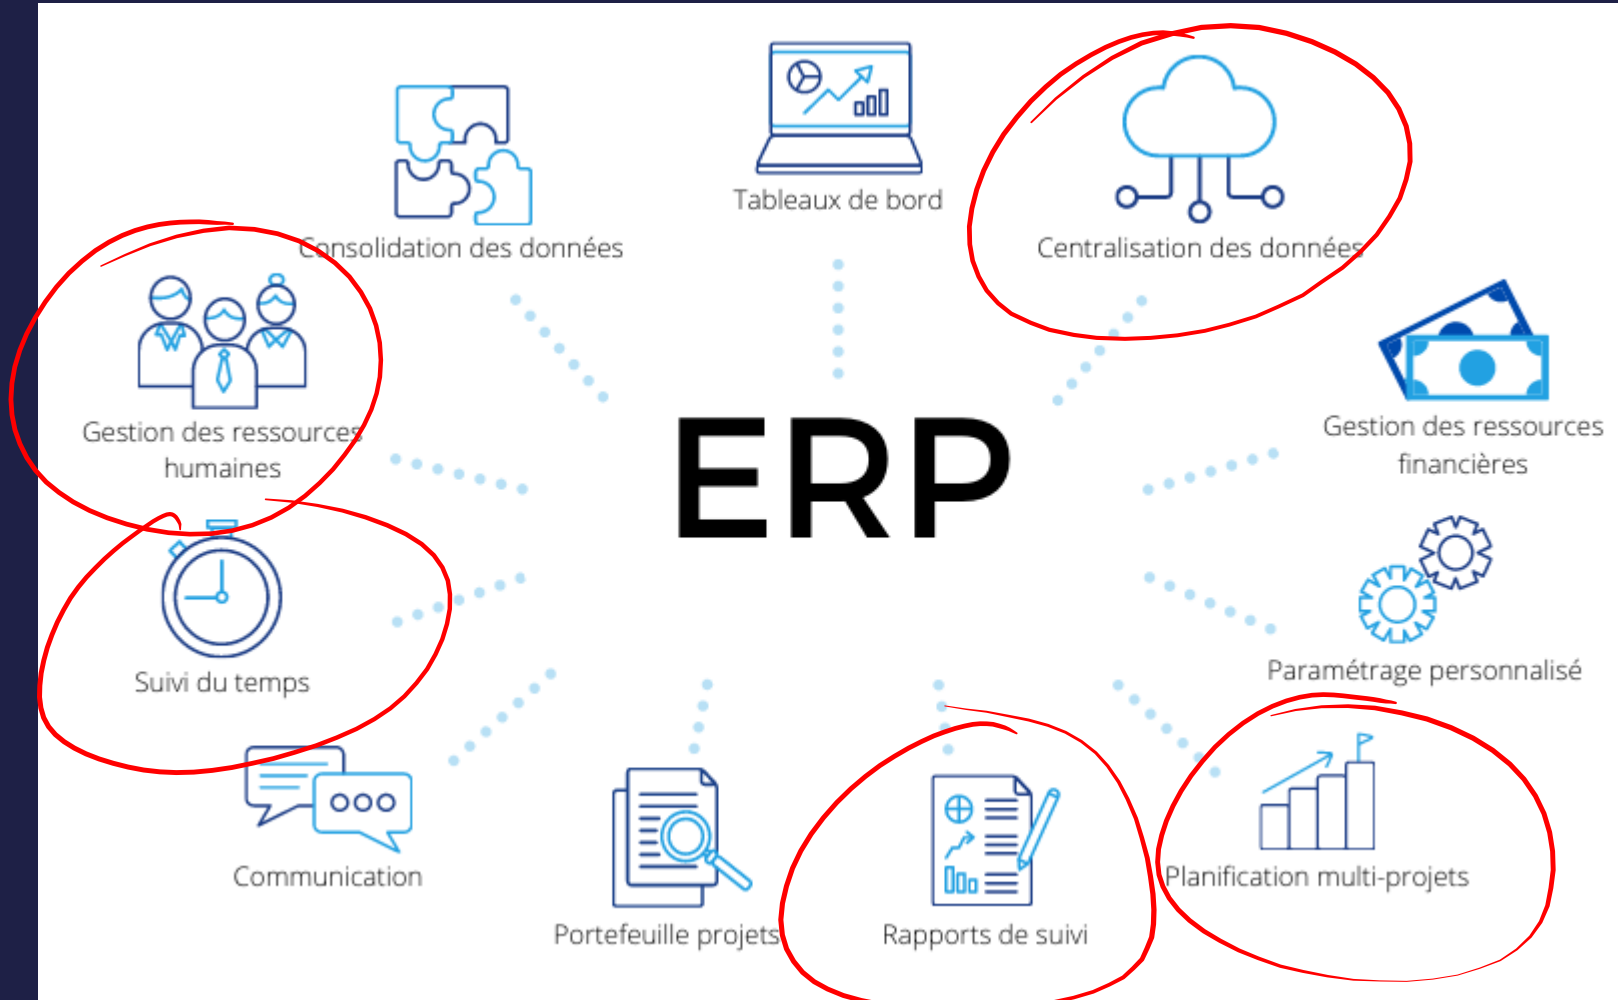 Tableaux de bord
Consolidation des données
Centralisation des données
Gestion des ressources
humaines
Gestion des ressources
financières
ERP
Suivi du temps
Paramétrage personnalisé
Communication
Planification multi-projets
Portefeuille projets
Rapports de suivi